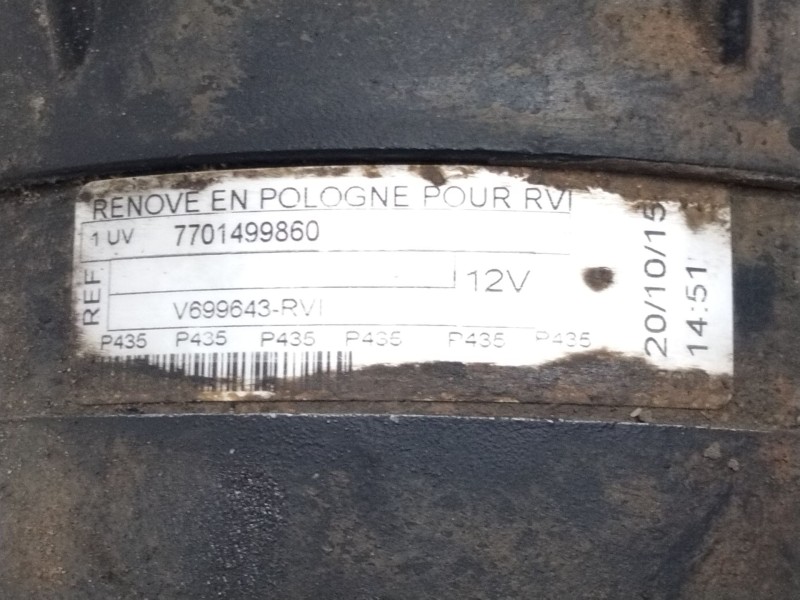 RENOVE EN POLOGNE POUR RVI
1 UV 7701499860
REF
12V
V699643-RVI
P435 P435 P435 P435 P435 P435
20/10/15
14:51